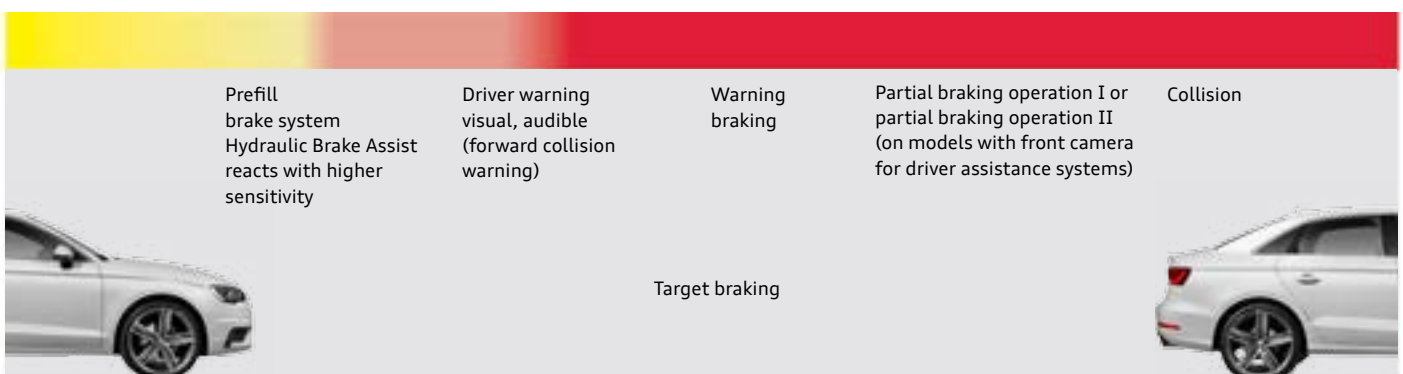 Prefill
brake system
Hydraulic Brake Assist
reacts with higher
sensitivity
Driver warning
visual, audible
(forward collision
warning)
Warning
braking
Partial braking operation I or
partial braking operation II
(on models with front camera
for driver assistance systems)
Collision
Target braking